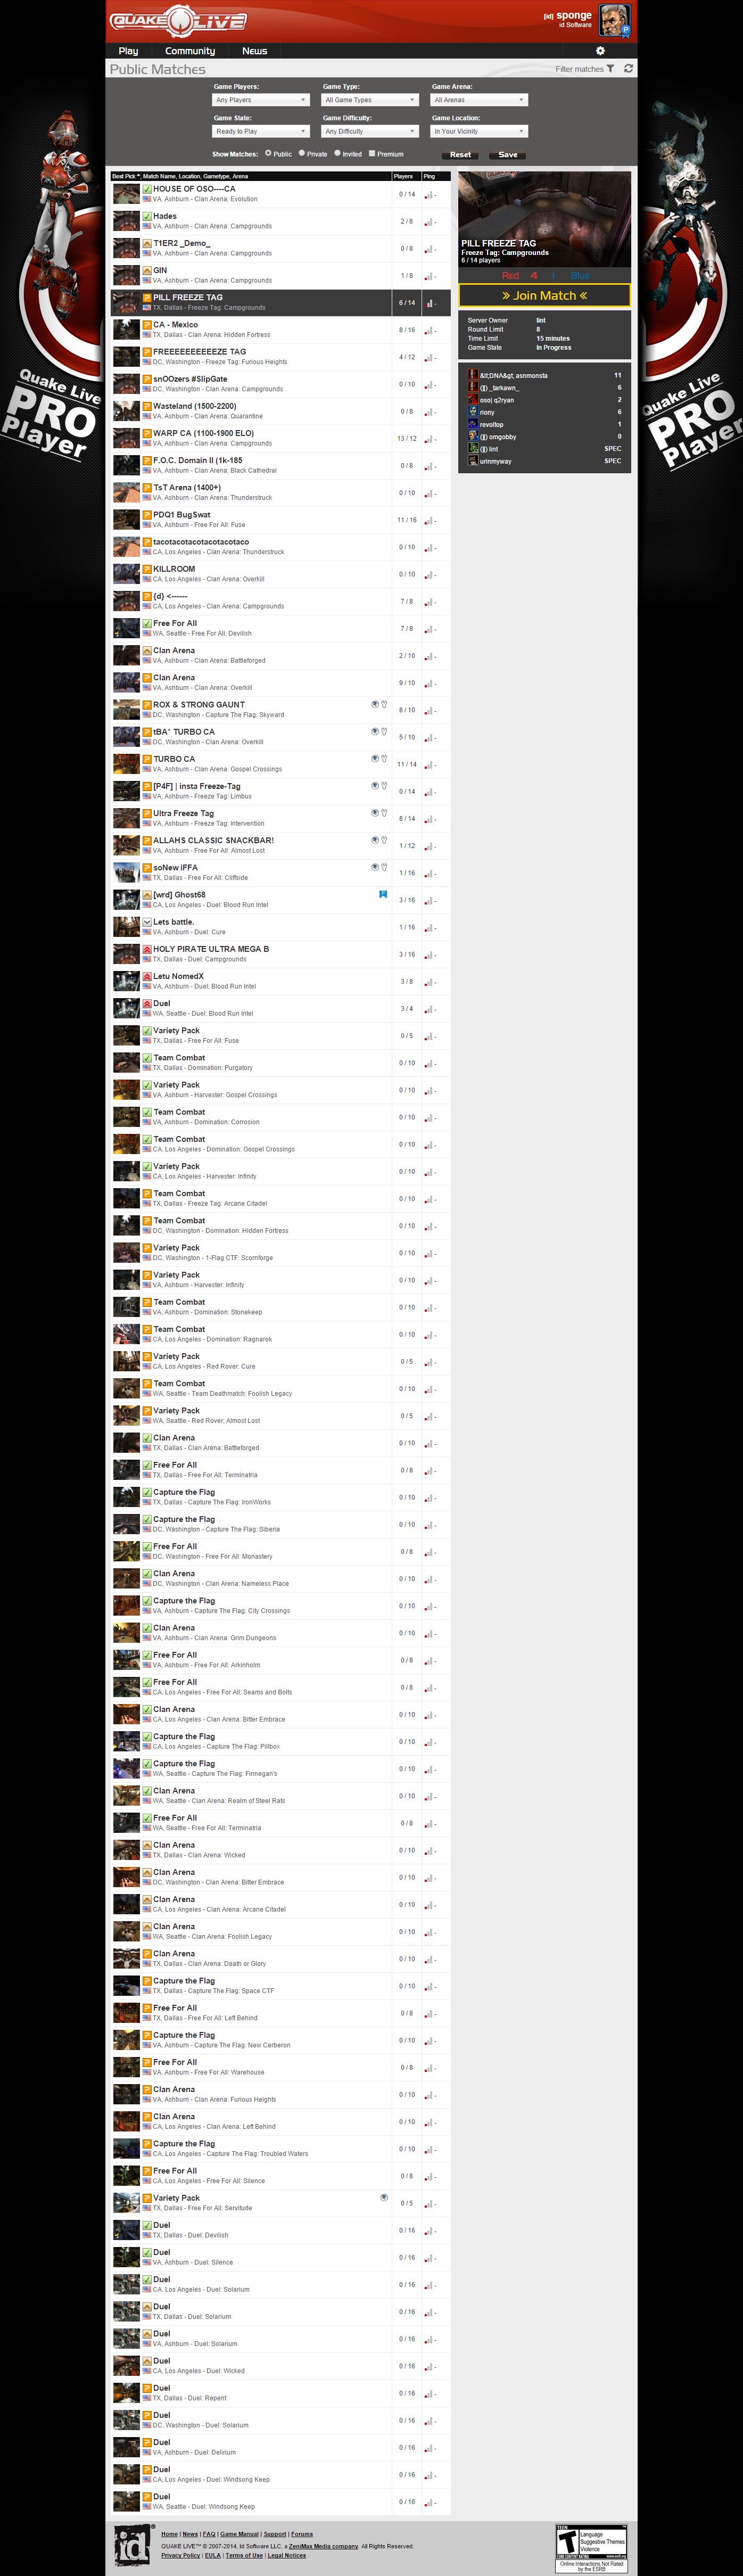 QUAKE LIVE
[id] sponge
id Software
Play Community News
Public Matches
Filter matches
Game Players: Game Type: Game Arena:
Any Players All Game Types All Arenas
Game State: Game Difficulty: Game Location:
Ready to Play Any Difficulty In Your Vicinity
Show Matches: Public Private Invited Premium Reset Save
Best Pick, Match Name, Location, Gametype, Arena Players Ping
HOUSE OF OSO----CA
VA, Ashburn - Clan Arena: Evolution
0 / 14 -
Hades
VA, Ashburn - Clan Arena: Campgrounds
2 / 8 -
T1ER2 _Demo_
VA, Ashburn - Clan Arena: Campgrounds
0 / 8 -
GIN
VA, Ashburn - Clan Arena: Campgrounds
1 / 8 -
PILL FREEZE TAG
TX, Dallas - Freeze Tag: Campgrounds
6 / 14 -
CA - Mexico
TX, Dallas - Clan Arena: Hidden Fortress
8 / 16 -
FREEEEEEEEEEZE TAG
DC, Washington - Freeze Tag: Furious Heights
4 / 12 -
snOOzers #SlipGate
DC, Washington - Clan Arena: Campgrounds
0 / 10 -
Wasteland (1500-2200)
VA, Ashburn - Clan Arena: Quarantine
0 / 8 -
WARP CA (1100-1900 ELO)
VA, Ashburn - Clan Arena: Campgrounds
13 / 12 -
F.O.C. Domain II (1k-185
VA, Ashburn - Clan Arena: Black Cathedral
0 / 8 -
TsT Arena (1400+)
VA, Ashburn - Clan Arena: Thunderstruck
0 / 10 -
PDQ1 BugSwat
VA, Ashburn - Free For All: Fuse
11 / 16 -
tacotacotacotacotacotaco
CA, Los Angeles - Clan Arena: Thunderstruck
0 / 10 -
KILLROOM
CA, Los Angeles - Clan Arena: Overkill
0 / 10 -
{d} <------
CA, Los Angeles - Clan Arena: Campgrounds
7 / 8 -
Free For All
WA, Seattle - Free For All: Devilish
7 / 8 -
Clan Arena
VA, Ashburn - Clan Arena: Battleforged
2 / 10 -
Clan Arena
VA, Ashburn - Clan Arena: Overkill
9 / 10 -
ROX & STRONG GAUNT
DC, Washington - Capture The Flag: Skyward
8 / 10 -
tBA* TURBO CA
DC, Washington - Clan Arena: Overkill
5 / 10 -
TURBO CA
VA, Ashburn - Clan Arena: Gospel Crossings
11 / 14 -
[P4F] | insta Freeze-Tag
VA, Ashburn - Freeze Tag: Limbus
0 / 14 -
Ultra Freeze Tag
VA, Ashburn - Freeze Tag: Intervention
8 / 14 -
ALLAHS CLASSIC SNACKBAR!
VA, Ashburn - Free For All: Almost Lost
1 / 12 -
soNew iFFA
TX, Dallas - Free For All: Cliffside
1 / 16 -
[wrd] Ghost68
CA, Los Angeles - Duel: Blood Run Intel
3 / 16 -
Lets battle.
VA, Ashburn - Duel: Cure
1 / 16 -
HOLY PIRATE ULTRA MEGA B
TX, Dallas - Duel: Campgrounds
3 / 16 -
Letu NomedX
VA, Ashburn - Duel: Blood Run Intel
3 / 8 -
Duel
WA, Seattle - Duel: Blood Run Intel
3 / 4 -
Variety Pack
TX, Dallas - Free For All: Fuse
0 / 5 -
Team Combat
TX, Dallas - Domination: Purgatory
0 / 10 -
Variety Pack
VA, Ashburn - Harvester: Gospel Crossings
0 / 10 -
Team Combat
VA, Ashburn - Domination: Corrosion
0 / 10 -
Team Combat
CA, Los Angeles - Domination: Gospel Crossings
0 / 10 -
Variety Pack
CA, Los Angeles - Harvester: Infinity
0 / 10 -
Team Combat
TX, Dallas - Freeze Tag: Arcane Citadel
0 / 10 -
Team Combat
DC, Washington - Domination: Hidden Fortress
0 / 10 -
Variety Pack
DC, Washington - 1-Flag CTF: Scornforge
0 / 10 -
Variety Pack
VA, Ashburn - Harvester: Infinity
0 / 10 -
Team Combat
VA, Ashburn - Domination: Stonekeep
0 / 10 -
Team Combat
CA, Los Angeles - Domination: Ragnarok
0 / 10 -
Variety Pack
CA, Los Angeles - Red Rover: Cure
0 / 5 -
Team Combat
WA, Seattle - Team Deathmatch: Foolish Legacy
0 / 10 -
Variety Pack
WA, Seattle - Red Rover: Almost Lost
0 / 5 -
Clan Arena
TX, Dallas - Clan Arena: Battleforged
0 / 10 -
Free For All
TX, Dallas - Free For All: Terminatria
0 / 8 -
Capture the Flag
TX, Dallas - Capture The Flag: IronWorks
0 / 10 -
Capture the Flag
DC, Washington - Capture The Flag: Siberia
0 / 10 -
Free For All
DC, Washington - Free For All: Monastery
0 / 8 -
Clan Arena
DC, Washington - Clan Arena: Nameless Place
0 / 10 -
Capture the Flag
VA, Ashburn - Capture The Flag: City Crossings
0 / 10 -
Clan Arena
VA, Ashburn - Clan Arena: Grim Dungeons
0 / 10 -
Free For All
VA, Ashburn - Free For All: Arkinholm
0 / 8 -
Free For All
CA, Los Angeles - Free For All: Seams and Bolts
0 / 8 -
Clan Arena
CA, Los Angeles - Clan Arena: Bitter Embrace
0 / 10 -
Capture the Flag
CA, Los Angeles - Capture The Flag: Pillbox
0 / 10 -
Capture the Flag
WA, Seattle - Capture The Flag: Finnegan's
0 / 10 -
Clan Arena
WA, Seattle - Clan Arena: Realm of Steel Rats
0 / 10 -
Free For All
WA, Seattle - Free For All: Terminatria
0 / 8 -
Clan Arena
TX, Dallas - Clan Arena: Wicked
0 / 10 -
Clan Arena
DC, Washington - Clan Arena: Bitter Embrace
0 / 10 -
Clan Arena
CA, Los Angeles - Clan Arena: Arcane Citadel
0 / 10 -
Clan Arena
WA, Seattle - Clan Arena: Foolish Legacy
0 / 10 -
Clan Arena
TX, Dallas - Clan Arena: Death or Glory
0 / 10 -
Capture the Flag
TX, Dallas - Capture The Flag: Space CTF
0 / 10 -
Free For All
TX, Dallas - Free For All: Left Behind
0 / 8 -
Capture the Flag
VA, Ashburn - Capture The Flag: New Cerberon
0 / 10 -
Free For All
VA, Ashburn - Free For All: Warehouse
0 / 8 -
Clan Arena
VA, Ashburn - Clan Arena: Furious Heights
0 / 10 -
Clan Arena
CA, Los Angeles - Clan Arena: Left Behind
0 / 10 -
Capture the Flag
CA, Los Angeles - Capture The Flag: Troubled Waters
0 / 10 -
Free For All
CA, Los Angeles - Free For All: Silence
0 / 8 -
Variety Pack
TX, Dallas - Free For All: Servitude
0 / 5 -
Duel
TX, Dallas - Duel: Devilish
0 / 16 -
Duel
VA, Ashburn - Duel: Silence
0 / 16 -
Duel
CA, Los Angeles - Duel: Solarium
0 / 16 -
Duel
TX, Dallas - Duel: Solarium
0 / 16 -
Duel
VA, Ashburn - Duel: Solarium
0 / 16 -
Duel
CA, Los Angeles - Duel: Wicked
0 / 16 -
Duel
TX, Dallas - Duel: Repent
0 / 16 -
Duel
DC, Washington - Duel: Solarium
0 / 16 -
Duel
VA, Ashburn - Duel: Delirium
0 / 16 -
Duel
CA, Los Angeles - Duel: Windsong Keep
0 / 16 -
Duel
WA, Seattle - Duel: Windsong Keep
0 / 16 -
PILL FREEZE TAG
Freeze Tag: Campgrounds
6 / 14 players
Red 4 1 Blue
» Join Match «
Server Owner lint
Round Limit 8
Time Limit 15 minutes
Game State In Progress
&lt;DNA&gt; asnmonsta 11
(]) _tarkawn_ 6
oso| q2ryan 2
riony 6
revoltop 1
(]) omgobby 0
(]) lint SPEC
urinmyway SPEC
Quake Live
PRO
Player
Quake Live
PRO
Player
id
Home | News | FAQ | Game Manual | Support | Forums
QUAKE LIVE™ © 2007-2014, Id Software LLC, a ZeniMax Media company. All Rights Reserved.
Privacy Policy | EULA | Terms of Use | Legal Notices
TEEN
T
Language
Suggestive Themes
Violence
CONTENT RATED BY
ESRB
Online Interactions Not Rated
by the ESRB